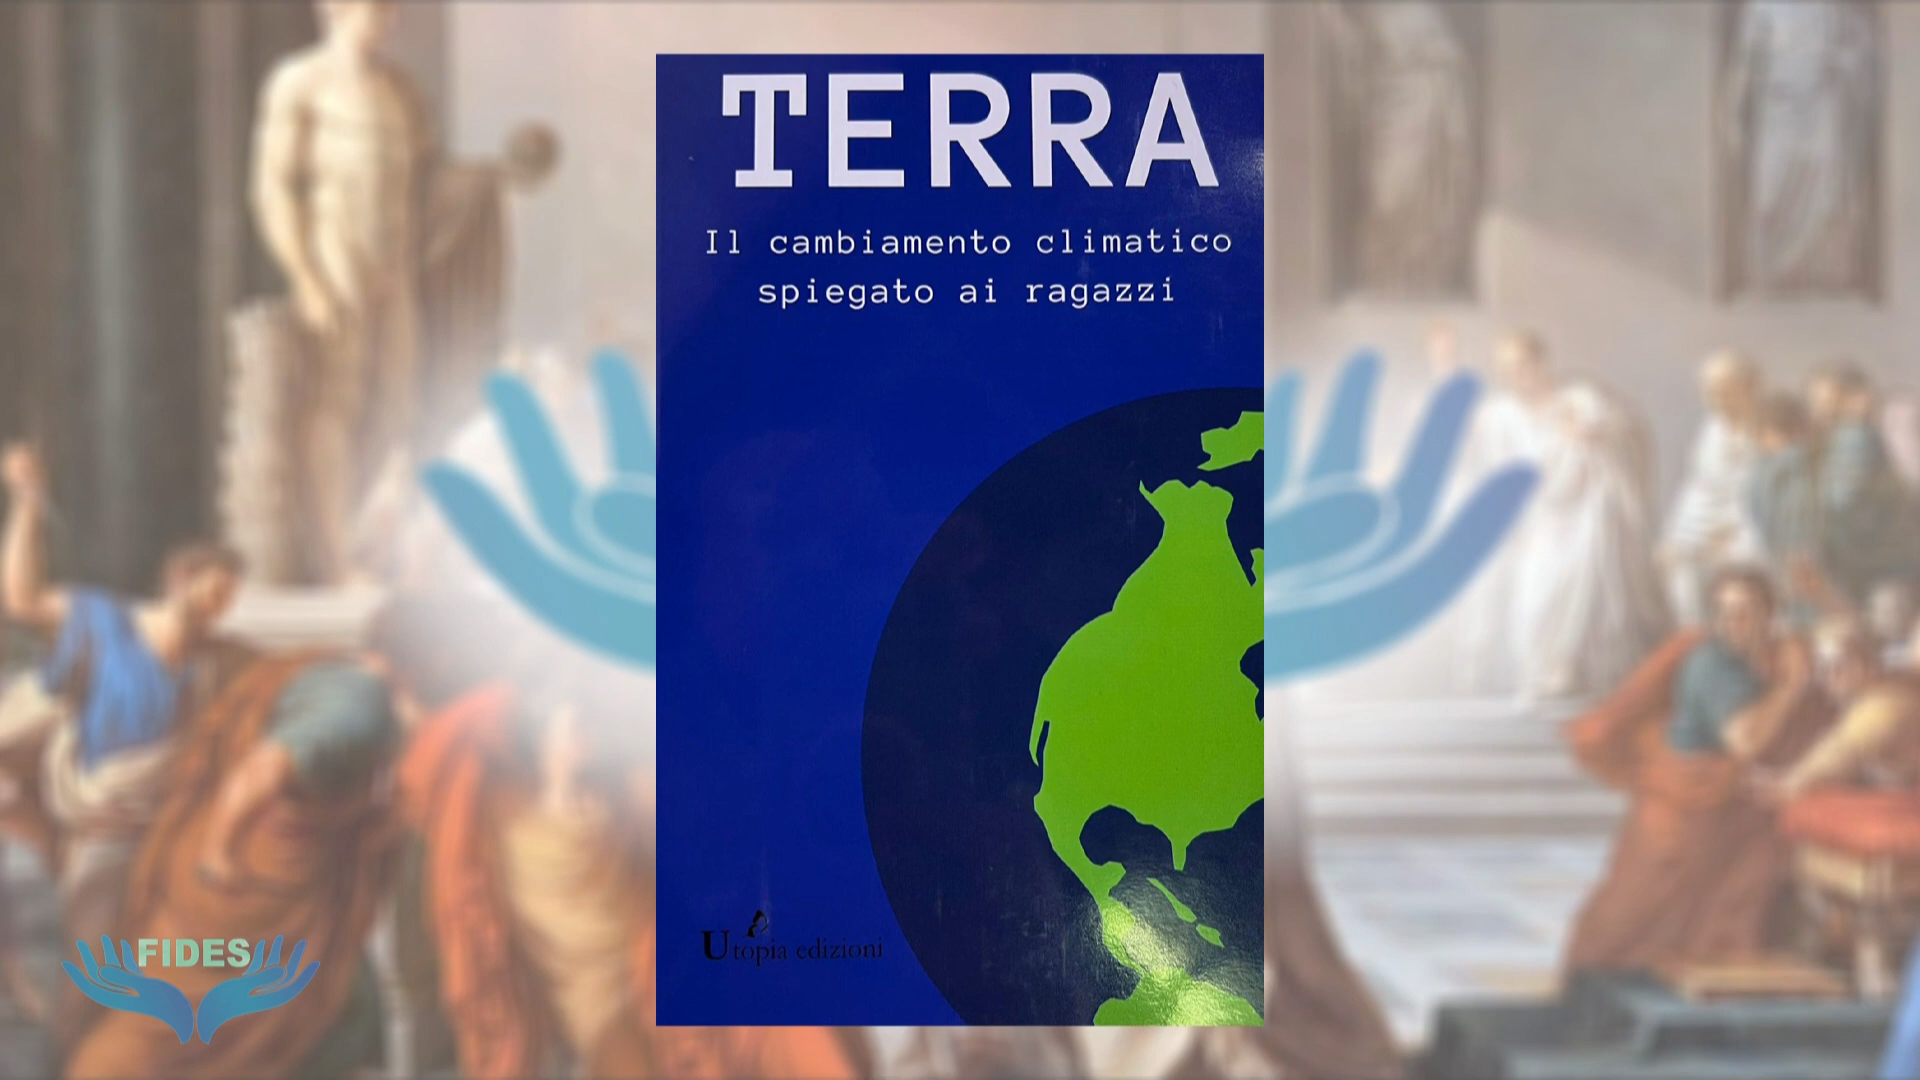 TERRA
Il cambiamento climatico
spiegato ai ragazzi
Utopia edizioni
FIDES